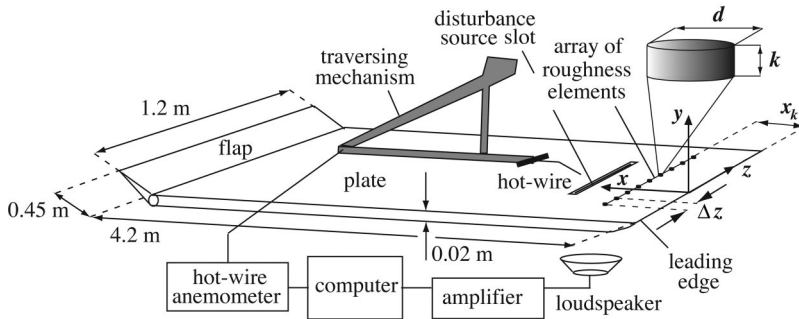 disturbance
source slot
d
traversing
mechanism
array of
roughness
elements
k
1.2 m
y
x_k
flap
hot-wire
x
z
plate
Δz
0.45 m
4.2 m
0.02 m
leading
edge
hot-wire
anemometer
computer
amplifier
loudspeaker